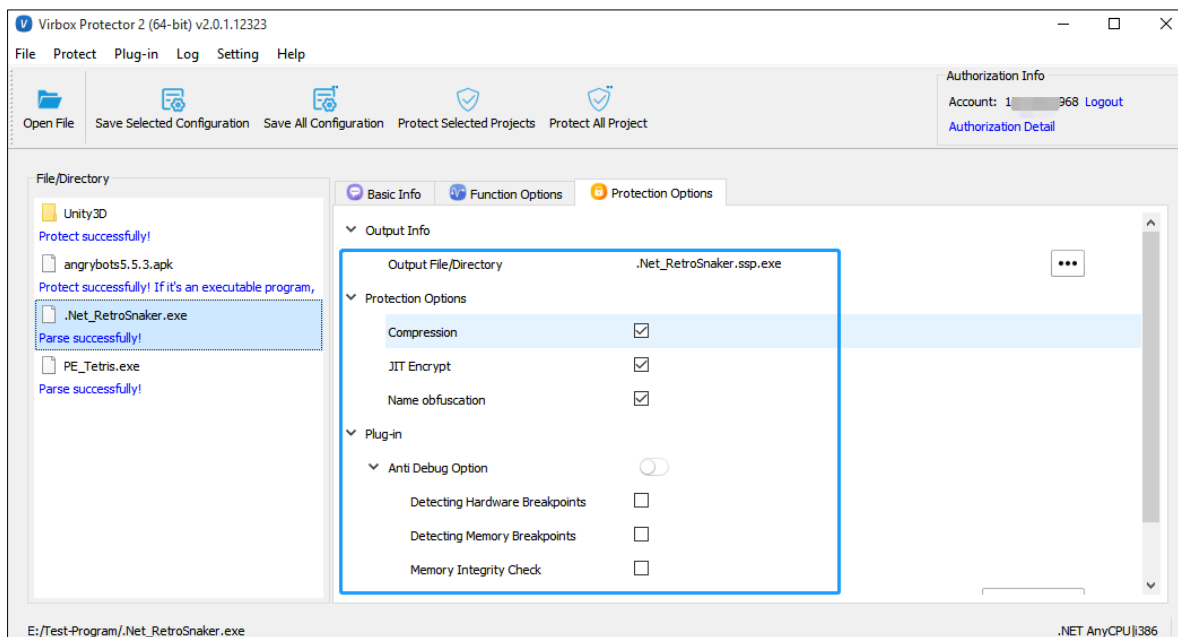 Virbox Protector 2 (64-bit) v2.0.1.12323
File Protect Plug-in Log Setting Help
Open File Save Selected Configuration Save All Configuration Protect Selected Projects Protect All Project
Authorization Info
Account: 1 968 Logout
Authorization Detail
File/Directory
Unity3D
Protect successfully!
angrybots5.5.3.apk
Protect successfully! If it's an executable program,
.Net_RetroSnaker.exe
Parse successfully!
PE_Tetris.exe
Parse successfully!
Basic Info Function Options Protection Options
Output Info
Output File/Directory .Net_RetroSnaker.ssp.exe
Protection Options
Compression
JIT Encrypt
Name obfuscation
Plug-in
Anti Debug Option
Detecting Hardware Breakpoints
Detecting Memory Breakpoints
Memory Integrity Check
E:/Test-Program/.Net_RetroSnaker.exe .NET AnyCPU|i386